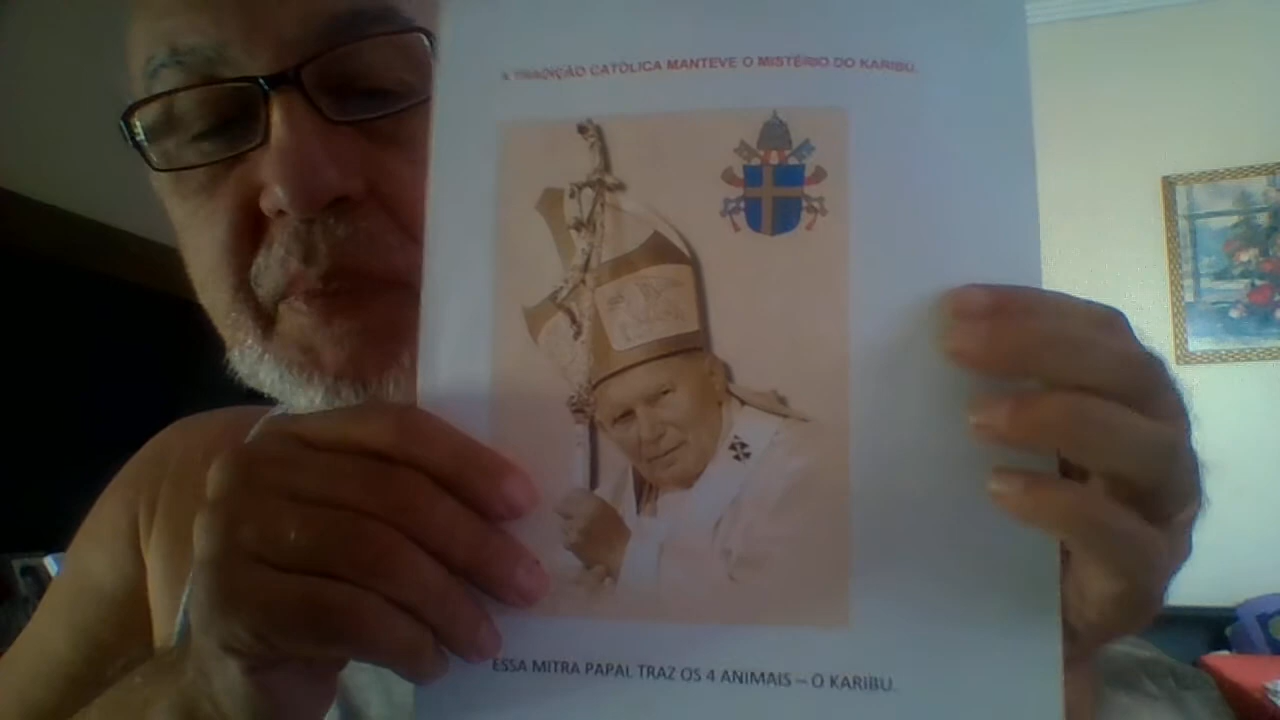 A TRADIÇÃO CATÓLICA MANTEVE O MISTÉRIO DO KARIBU.
ESSA MITRA PAPAL TRAZ OS 4 ANIMAIS – O KARIBU.